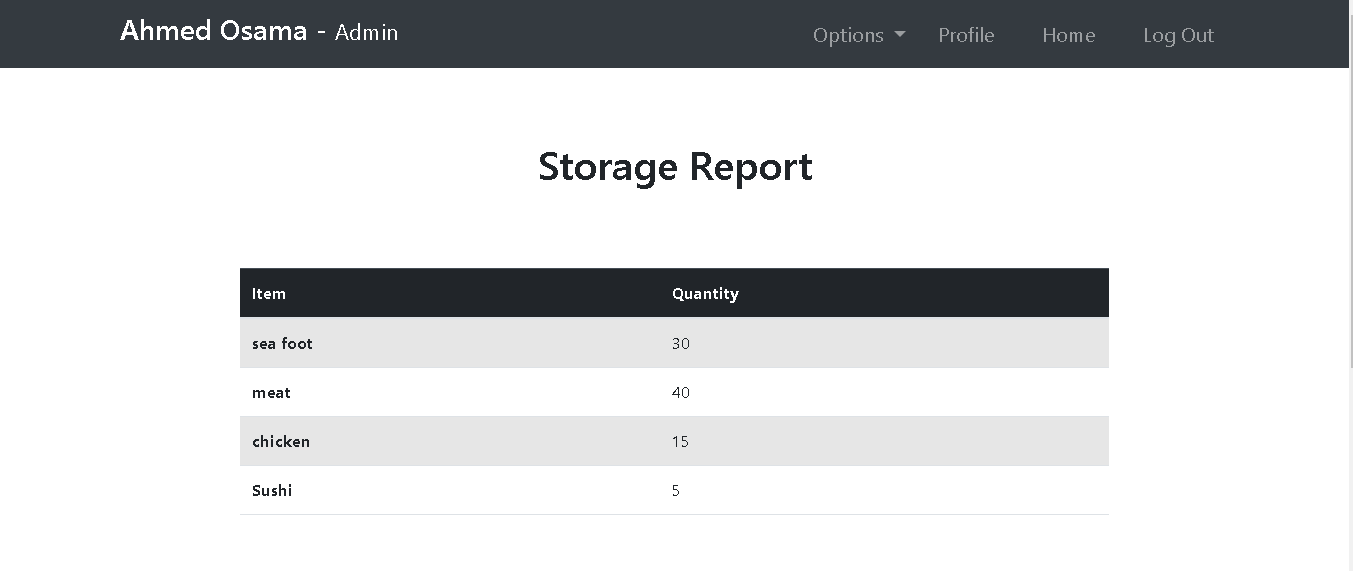 Ahmed Osama - Admin
Options Profile Home Log Out
Storage Report
Item Quantity
sea foot 30
meat 40
chicken 15
Sushi 5